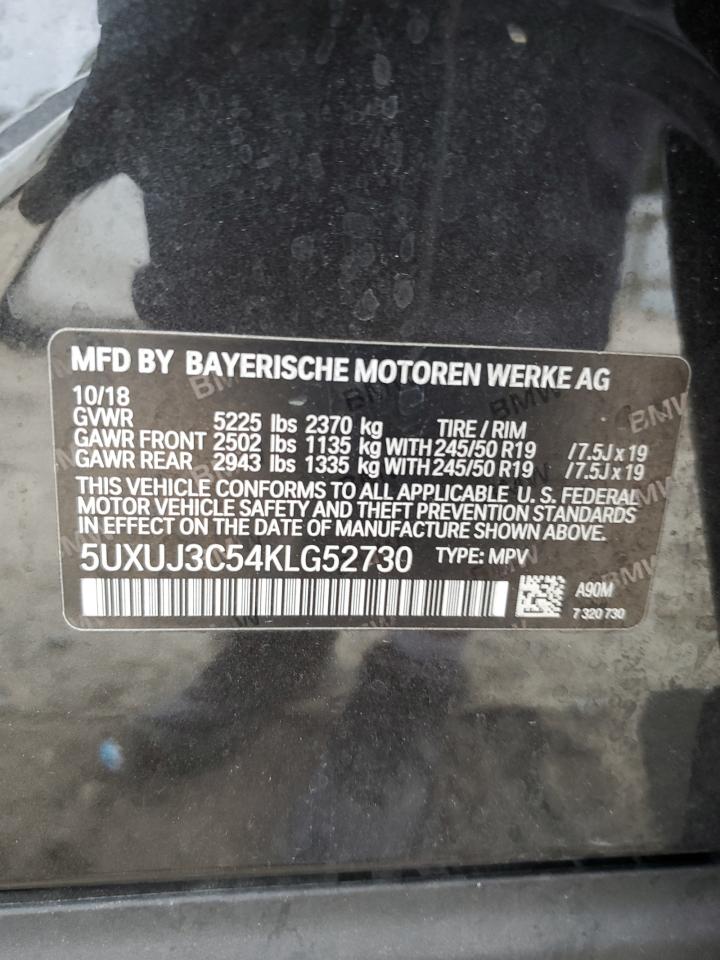 MFD BY BAYERISCHE MOTOREN WERKE AG
10/18
GVWR 5225 lbs 2370 kg TIRE / RIM
GAWR FRONT 2502 lbs 1135 kg WITH 245/50 R19 /7.5J x 19
GAWR REAR 2943 lbs 1335 kg WITH 245/50 R19 /7.5J x 19
THIS VEHICLE CONFORMS TO ALL APPLICABLE U. S. FEDERAL
MOTOR VEHICLE SAFETY AND THEFT PREVENTION STANDARDS
IN EFFECT ON THE DATE OF MANUFACTURE SHOWN ABOVE.
5UXUJ3C54KLG52730 TYPE: MPV
A90M
7 320 730